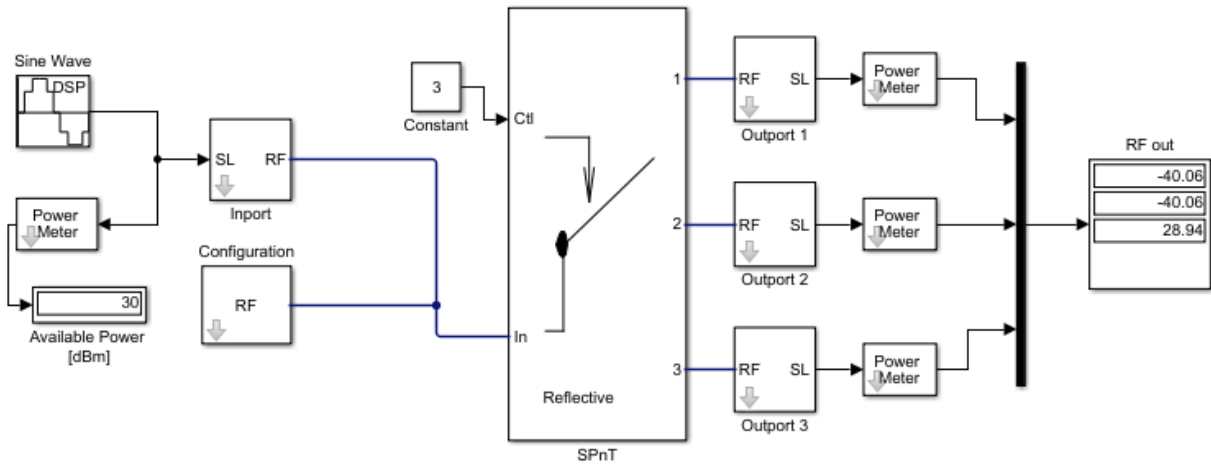 Sine Wave
DSP
SL
RF
Inport
Power
Meter
30
Available Power
[dBm]
Configuration
RF
3
Constant
Ctl
In
1
2
3
Reflective
SPnT
RF
SL
Outport 1
Power
Meter
RF
SL
Outport 2
Power
Meter
RF
SL
Outport 3
Power
Meter
RF out
-40.06
-40.06
28.94